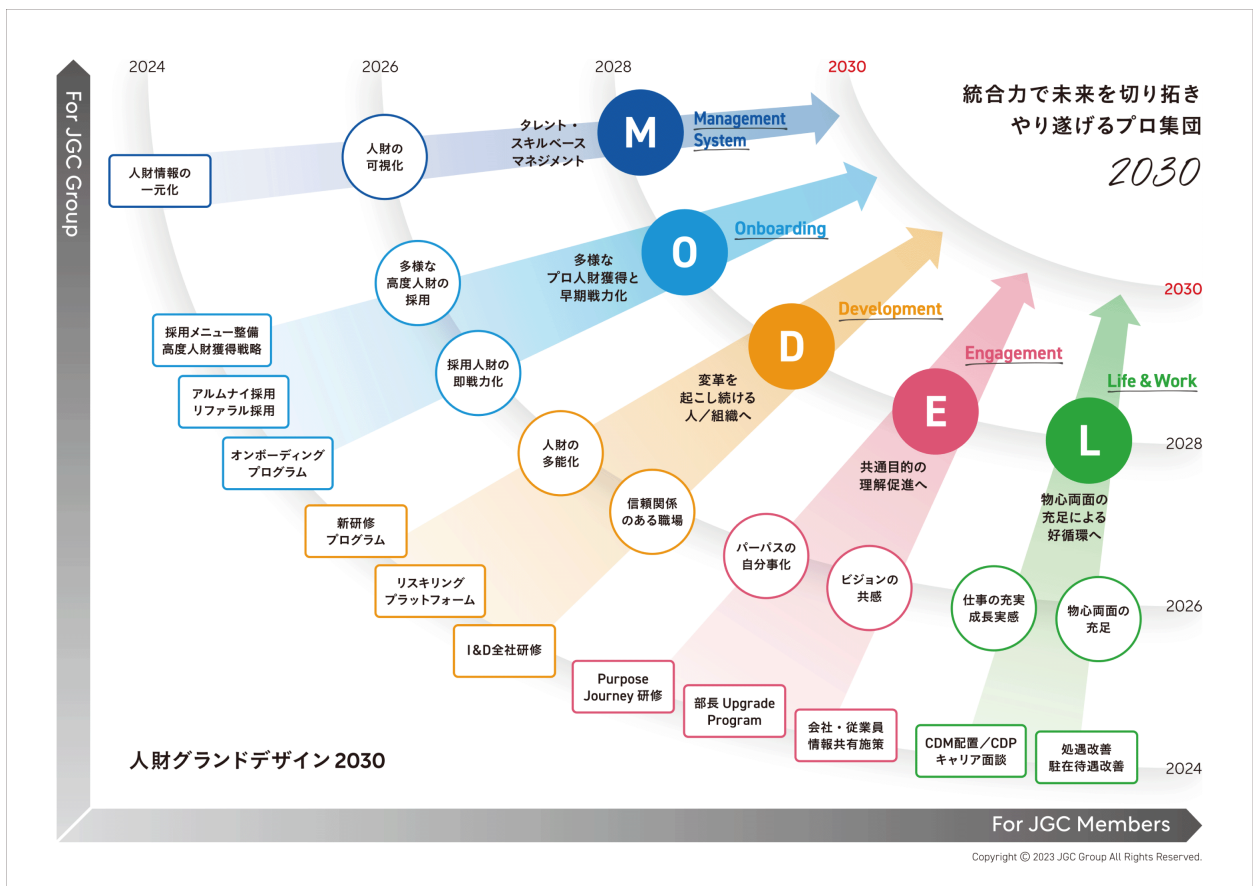 2024
2026
2028
2030
統合力で未来を切り拓き
やり遂げるプロ集団
2030
For JGC Group
人財情報の
一元化
人財の
可視化
タレント・
スキルベース
マネジメント
M
Management
System
採用メニュー整備
高度人財獲得戦略
アルムナイ採用
リファラル採用
オンボーディング
プログラム
多様な
高度人財の
採用
採用人財の
即戦力化
多様な
プロ人財獲得と
早期戦力化
O
Onboarding
新研修
プログラム
リスキリング
プラットフォーム
I&D全社研修
人財の
多能化
信頼関係
のある職場
変革を
起こし続ける
人／組織へ
D
Development
Purpose
Journey 研修
部長 Upgrade
Program
会社・従業員
情報共有施策
パーパスの
自分事化
ビジョンの
共感
共通目的の
理解促進へ
E
Engagement
CDM配置／CDP
キャリア面談
処遇改善
駐在待遇改善
仕事の充実
成長実感
物心両面の
充足
物心両面の
充足による
好循環へ
L
Life & Work
2030
2028
2026
2024
人財グランドデザイン2030
For JGC Members
Copyright © 2023 JGC Group All Rights Reserved.